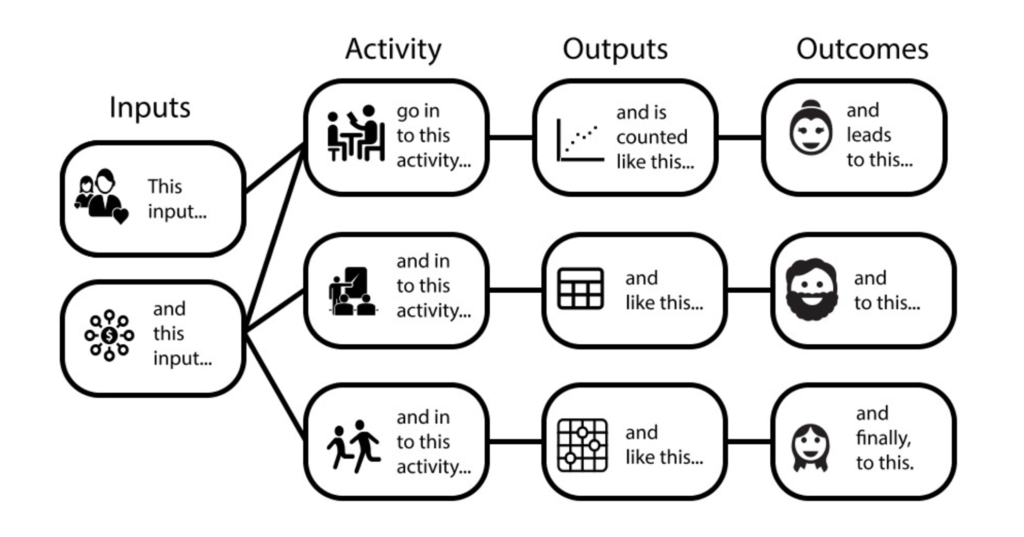 Inputs
This
input...
and
this
input...
Activity
go in
to this
activity...
and in
to this
activity...
and in
to this
activity...
Outputs
and is
counted
like this...
and
like this...
and
like this...
Outcomes
and
leads
to this...
and
to this...
and
finally,
to this.
$